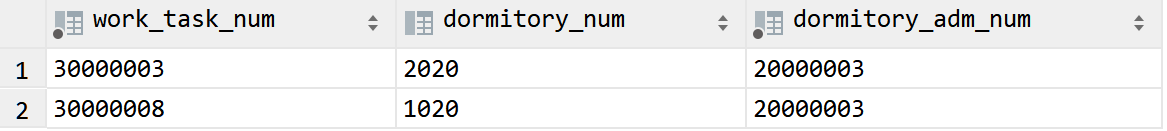 work_task_num dormitory_num dormitory_adm_num
1 30000003 2020 20000003
2 30000008 1020 20000003